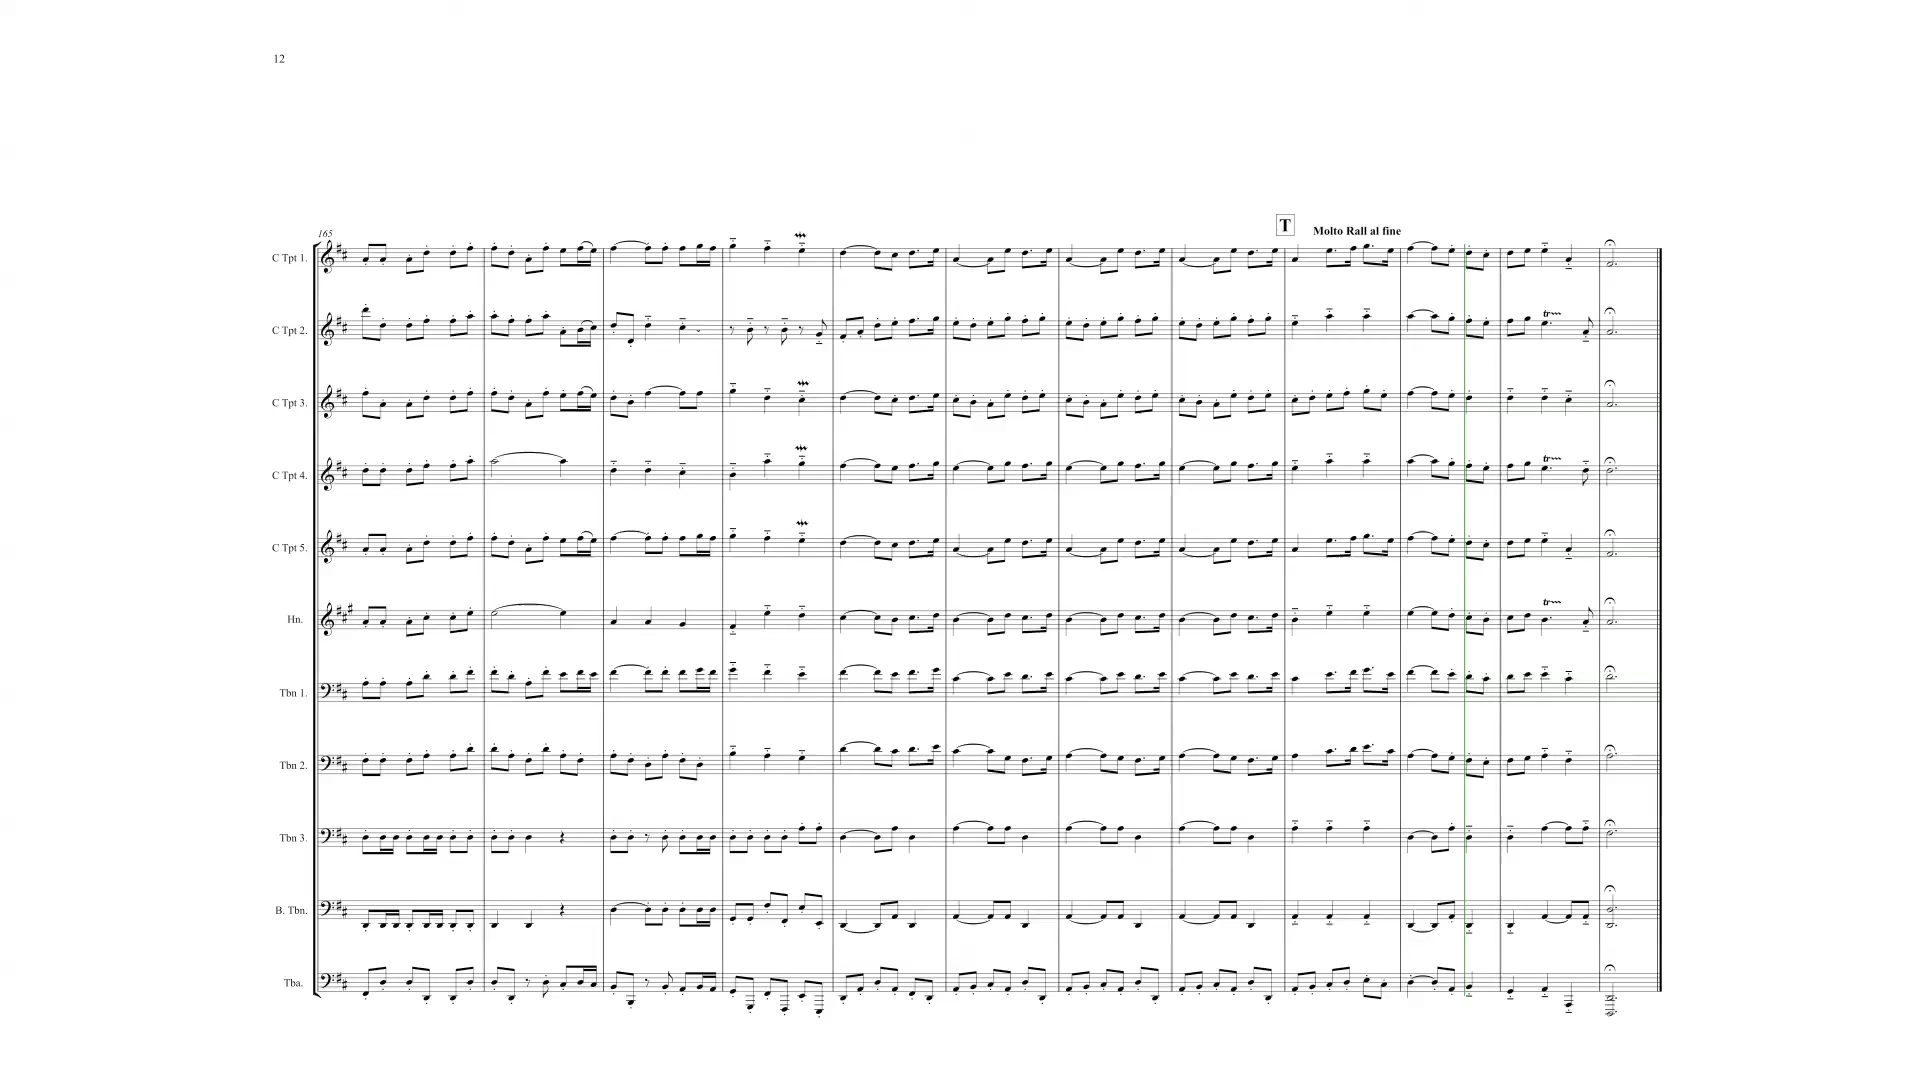 12
T
Molto Rall al fine
165
C Tpt 1.
C Tpt 2.
C Tpt 3.
C Tpt 4.
C Tpt 5.
Hn.
Tbn 1.
Tbn 2.
Tbn 3.
B. Tbn.
Tba.